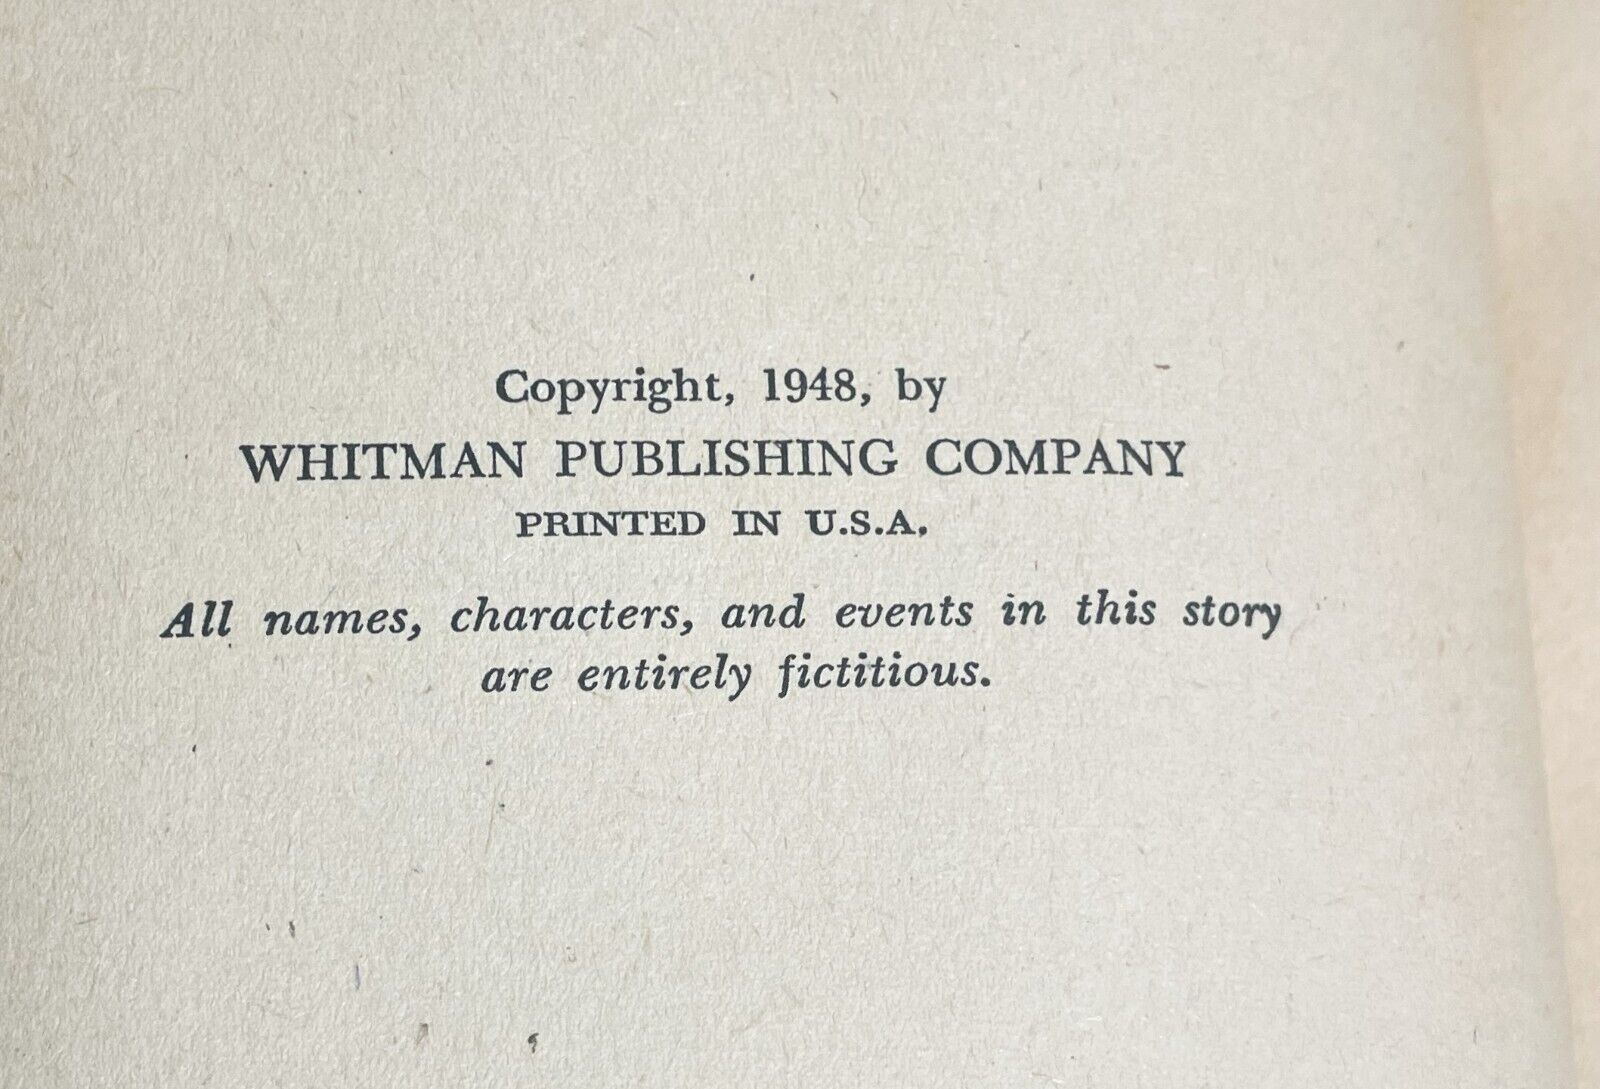 Copyright, 1948, by
WHITMAN PUBLISHING COMPANY
PRINTED IN U.S.A.
All names, characters, and events in this story
are entirely fictitious.